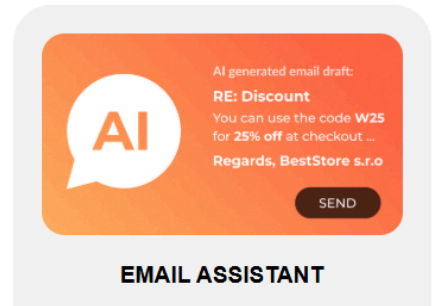 AI
AI generated email draft:
RE: Discount
You can use the code W25
for 25% off at checkout ...
Regards, BestStore s.r.o
SEND
EMAIL ASSISTANT